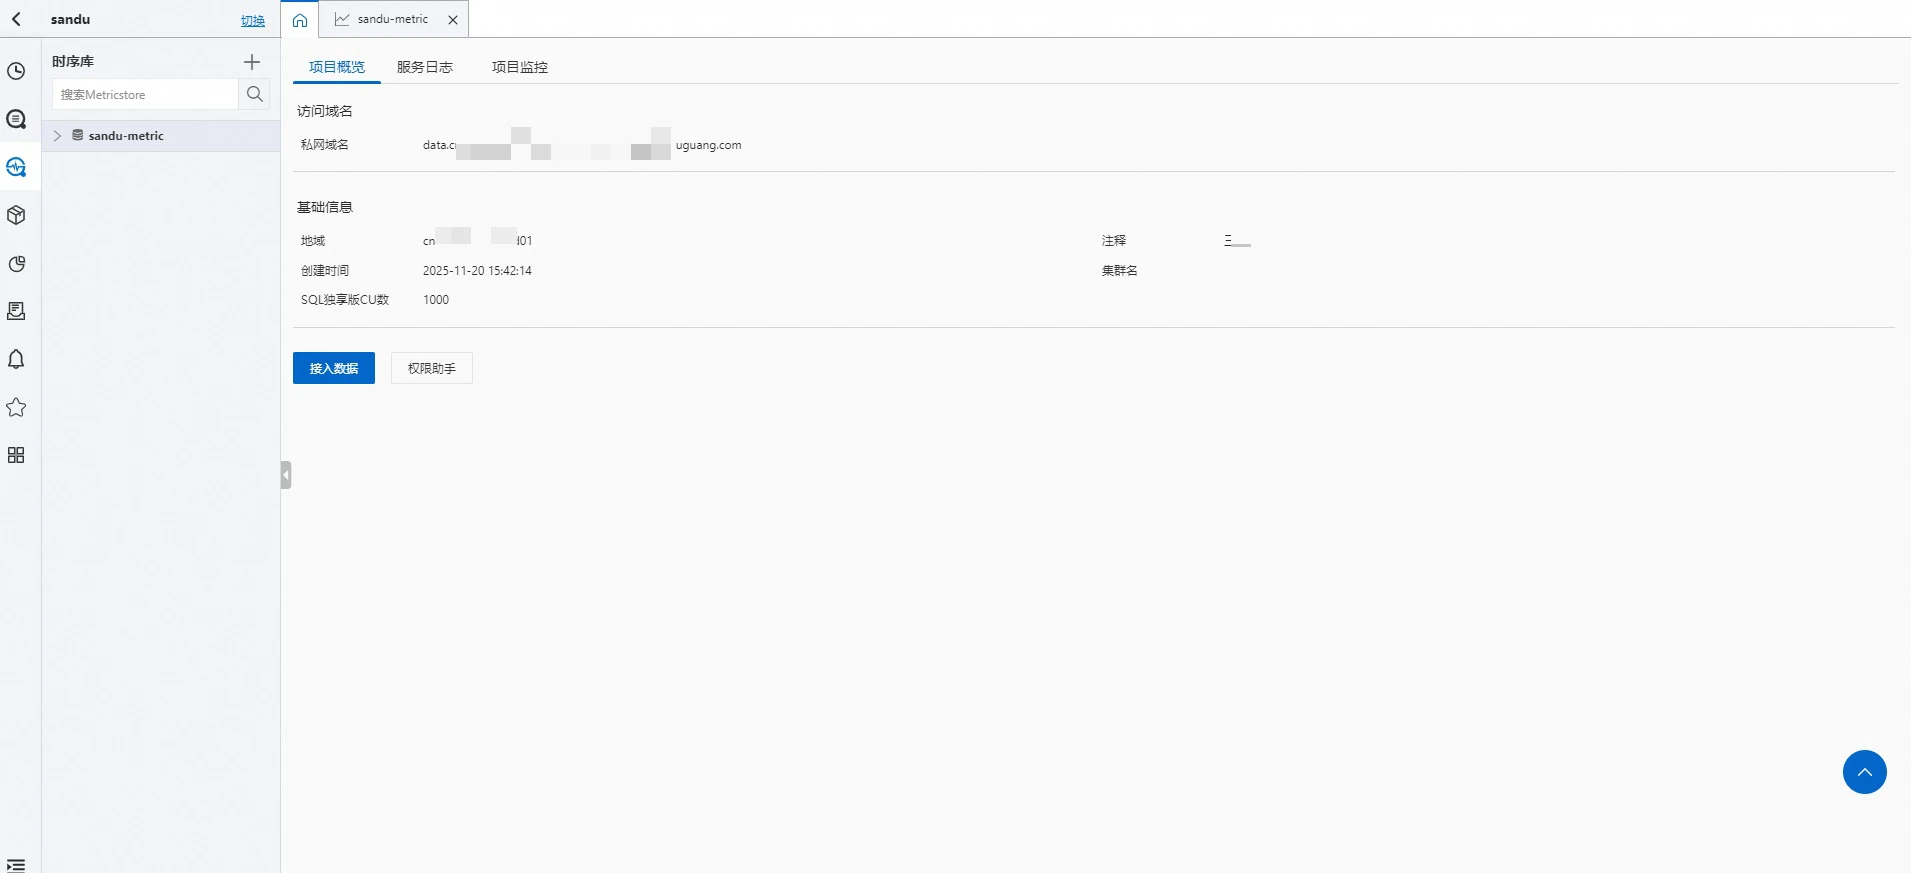 sandu 切换 sandu-metric
时序库
搜索Metricstore
sandu-metric
项目概览 服务日志 项目监控
访问域名
私网域名 data.c uguang.com
基础信息
地域 cn d01 注释
创建时间 2025-11-20 15:42:14 集群名
SQL独享版CU数 1000
接入数据 权限助手